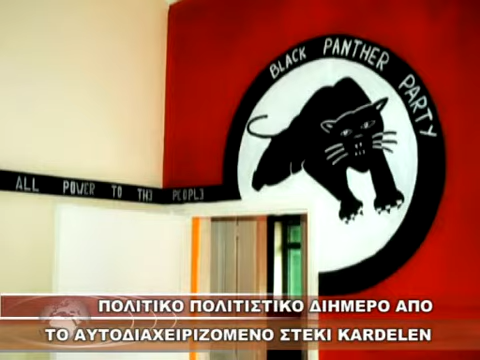 BLACK PANTHER PARTY
ALL POWER TO THE PEOPLE
ΠΟΛΙΤΙΚΟ ΠΟΛΙΤΙΣΤΙΚΟ ΔΙΗΜΕΡΟ ΑΠΟ
ΤΟ ΑΥΤΟΔΙΑΧΕΙΡΙΖΟΜΕΝΟ ΣΤΕΚΙ KARDELEN